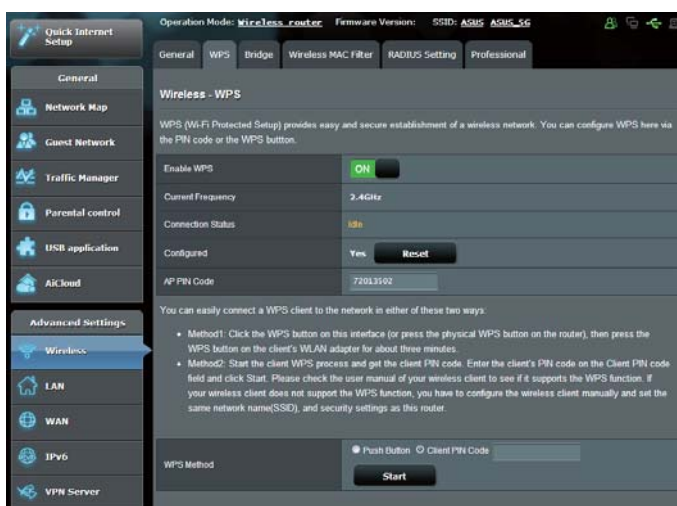 Quick Internet
Setup
General
Network Map
Guest Network
Traffic Manager
Parental control
USB application
AiCloud
Advanced Settings
Wireless
LAN
WAN
IPv6
VPN Server
Operation Mode: Wireless router Firmware Version: SSID: ASUS ASUS_5G
General WPS Bridge Wireless MAC Filter RADIUS Setting Professional
Wireless - WPS
WPS (Wi-Fi Protected Setup) provides easy and secure establishment of a wireless network. You can configure WPS here via
the PIN code or the WPS buttton.
Enable WPS ON
Current Frequency 2.4GHz
Connection Status Idle
Configured Yes Reset
AP PIN Code 72013502
You can easily connect a WPS client to the network in either of these two ways:
• Method1: Click the WPS button on this interface (or press the physical WPS button on the router), then press the
WPS button on the client's WLAN adapter for about three minutes.
• Method2: Start the client WPS process and get the client PIN code. Enter the client's PIN code on the Client PIN code
field and click Start. Please check the user manual of your wireless client to see if it supports the WPS function. If
your wireless client does not support the WPS function, you have to configure the wireless client manually and set the
same network name(SSID), and security settings as this router.
WPS Method Push Button Client PIN Code
Start